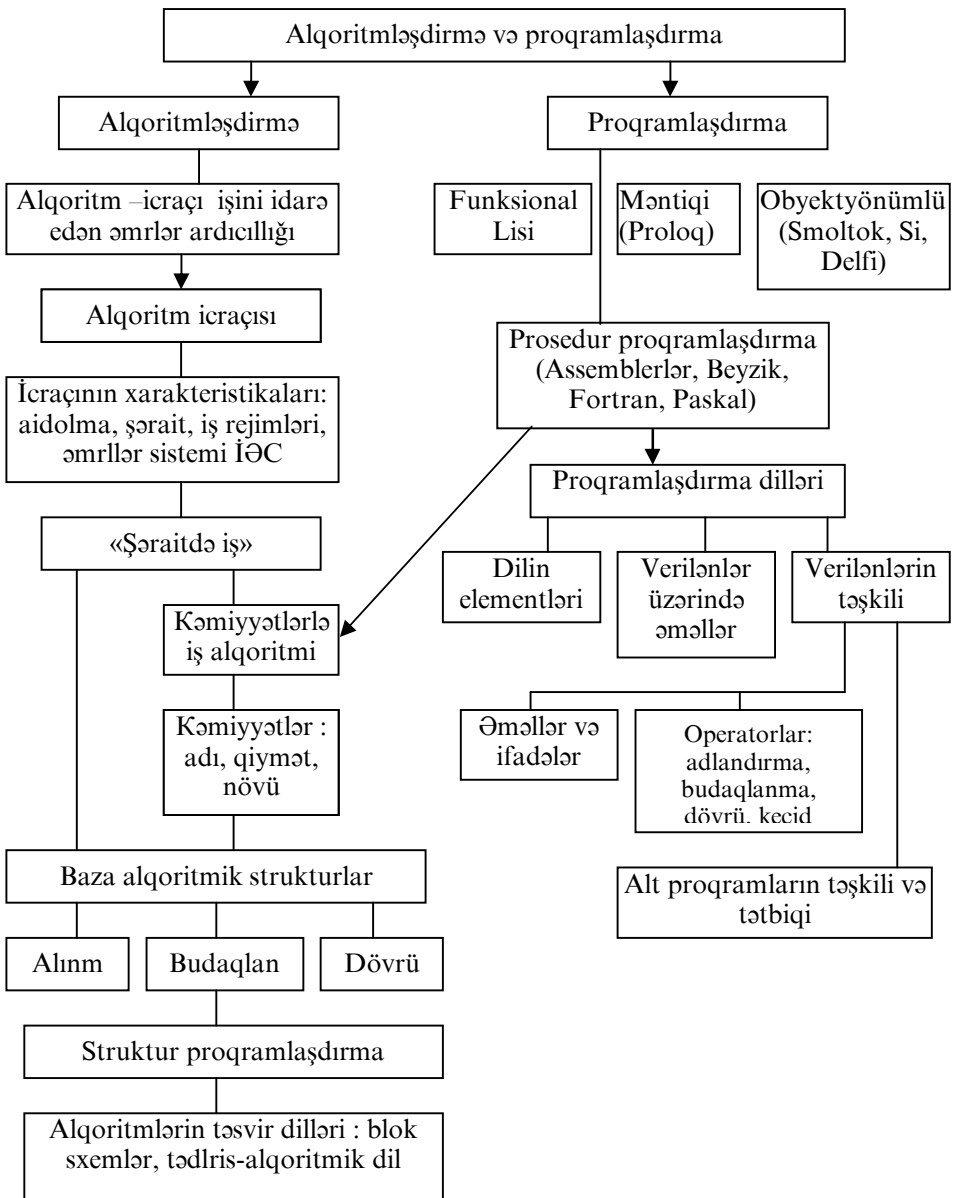 Alqoritmləşdirmə və proqramlaşdırma
Alqoritmləşdirmə
Proqramlaşdırma
Alqoritm –icraçı işini idarə
edən əmrlər ardıcıllığı
Funksional
Lisi
Məntiqi
(Proloq)
Obyektyönümlü
(Smoltok, Si,
Delfi)
Alqoritm icraçısı
Prosedur proqramlaşdırma
(Assemblerlər, Beyzik,
Fortran, Paskal)
İcraçının xarakteristikaları:
aidolma, şərait, iş rejimləri,
əmrllər sistemi İƏC
Proqramlaşdırma dilləri
«Şəraitdə iş»
Dilin
elementləri
Verilənlər
üzərində
əməllər
Verilənlərin
təşkili
Kəmiyyətlərlə
iş alqoritmi
Kəmiyyətlər :
adı, qiymət,
növü
Əməllər və
ifadələr
Operatorlar:
adlandırma,
budaqlanma,
dövrü, keçid
Baza alqoritmik strukturlar
Alt proqramların təşkili və
tətbiqi
Alınm
Budaqlan
Dövrü
Struktur proqramlaşdırma
Alqoritmlərin təsvir dilləri : blok
sxemlər, tədlris-alqoritmik dil